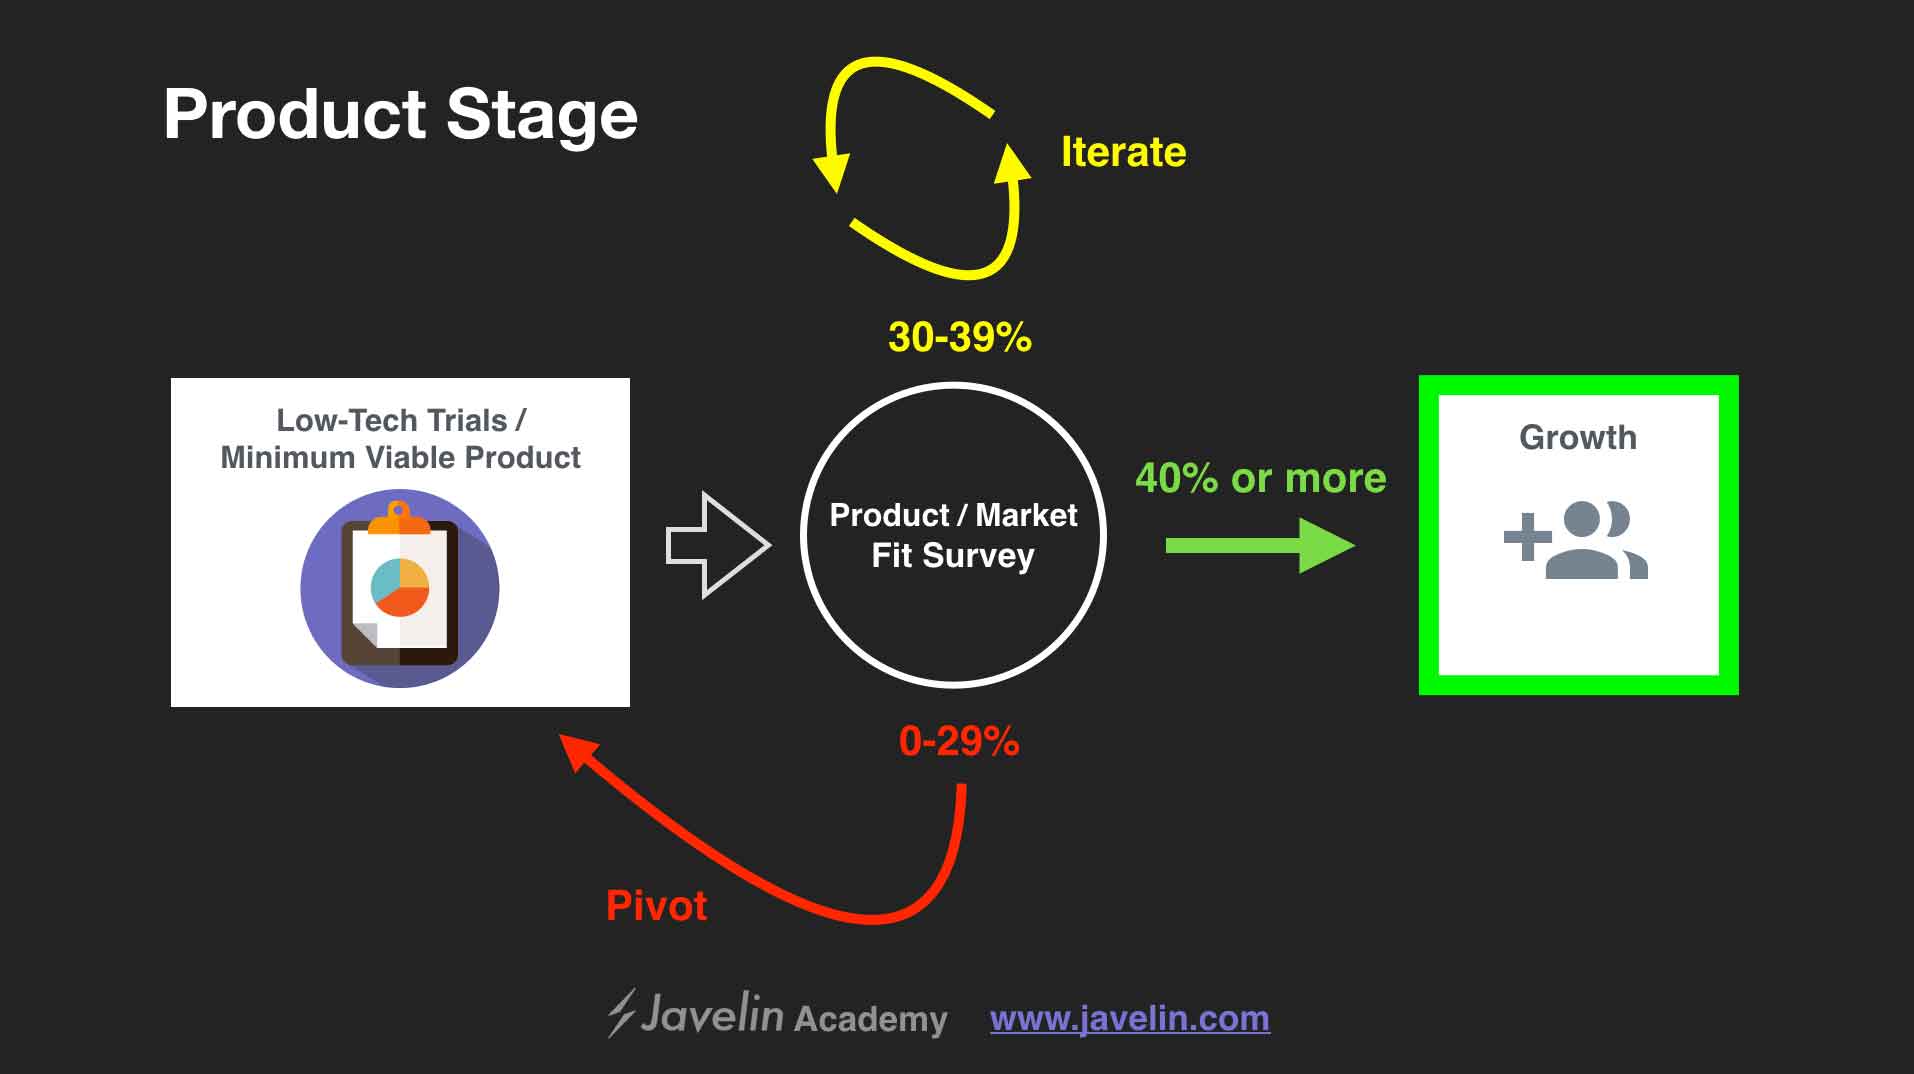 Product Stage
Iterate
30-39%
Low-Tech Trials /
Minimum Viable Product
Product / Market
Fit Survey
40% or more
Growth
0-29%
Pivot
Javelin Academy www.javelin.com